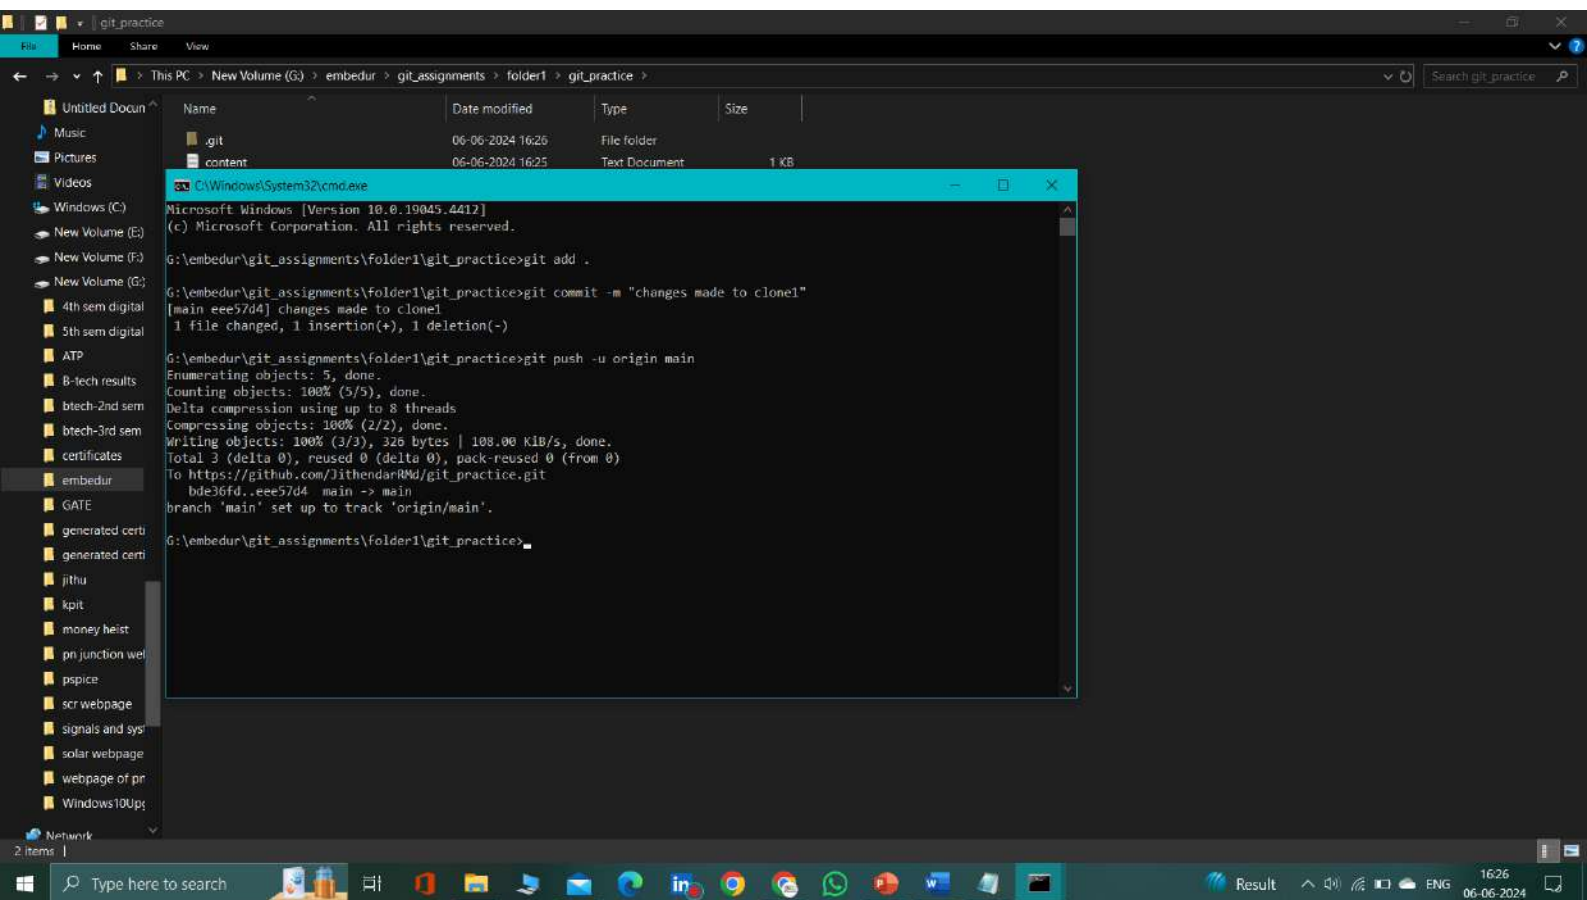 git_practice
File Home Share View
This PC > New Volume (G:) > embedur > git_assignments > folder1 > git_practice >
Search git_practice
Name Date modified Type Size
.git 06-06-2024 16:26 File folder
content 06-06-2024 16:25 Text Document 1 KB
Untitled Docun
Music
Pictures
Videos
Windows (C:)
New Volume (E:)
New Volume (F:)
New Volume (G:)
4th sem digital
5th sem digital
ATP
B-tech results
btech-2nd sem
btech-3rd sem
certificates
embedur
GATE
generated certi
generated certi
jithu
kpit
money heist
pn junction wel
pspice
scr webpage
signals and sys
solar webpage
webpage of pr
Windows10Upg
Network
C:\Windows\System32\cmd.exe
Microsoft Windows [Version 10.0.19045.4412]
(c) Microsoft Corporation. All rights reserved.
G:\embedur\git_assignments\folder1\git_practice>git add .
G:\embedur\git_assignments\folder1\git_practice>git commit -m "changes made to clone1"
[main eee57d4] changes made to clone1
1 file changed, 1 insertion(+), 1 deletion(-)
G:\embedur\git_assignments\folder1\git_practice>git push -u origin main
Enumerating objects: 5, done.
Counting objects: 100% (5/5), done.
Delta compression using up to 8 threads
Compressing objects: 100% (2/2), done.
Writing objects: 100% (3/3), 326 bytes | 108.00 KiB/s, done.
Total 3 (delta 0), reused 0 (delta 0), pack-reused 0 (from 0)
To https://github.com/JithendarRMd/git_practice.git
bde36fd..eee57d4 main -> main
branch 'main' set up to track 'origin/main'.
G:\embedur\git_assignments\folder1\git_practice>
2 items
Type here to search
Result
ENG
16:26
06-06-2024